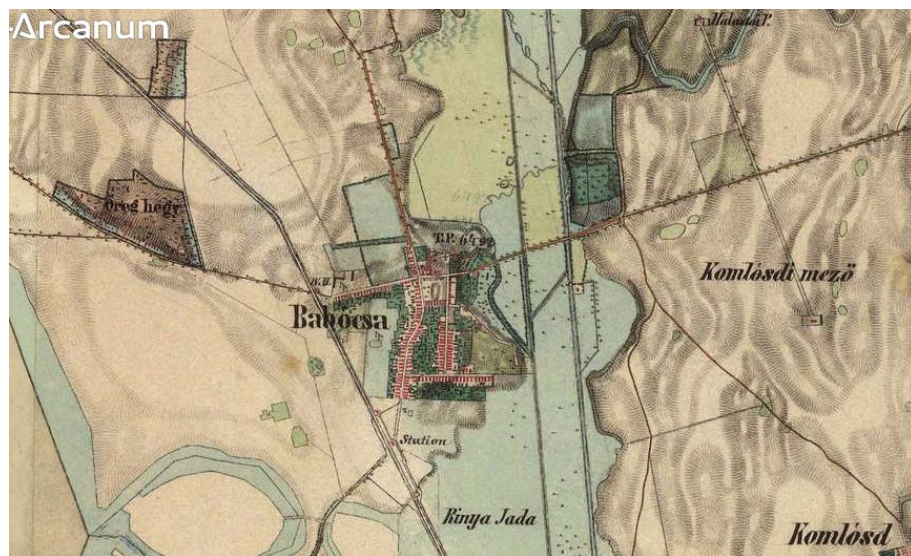 Arcanum
Öreg hegy
T.P.
W.H.
Babócsa
Komlósdi mező
Station
Rinya Jada
Komlósd